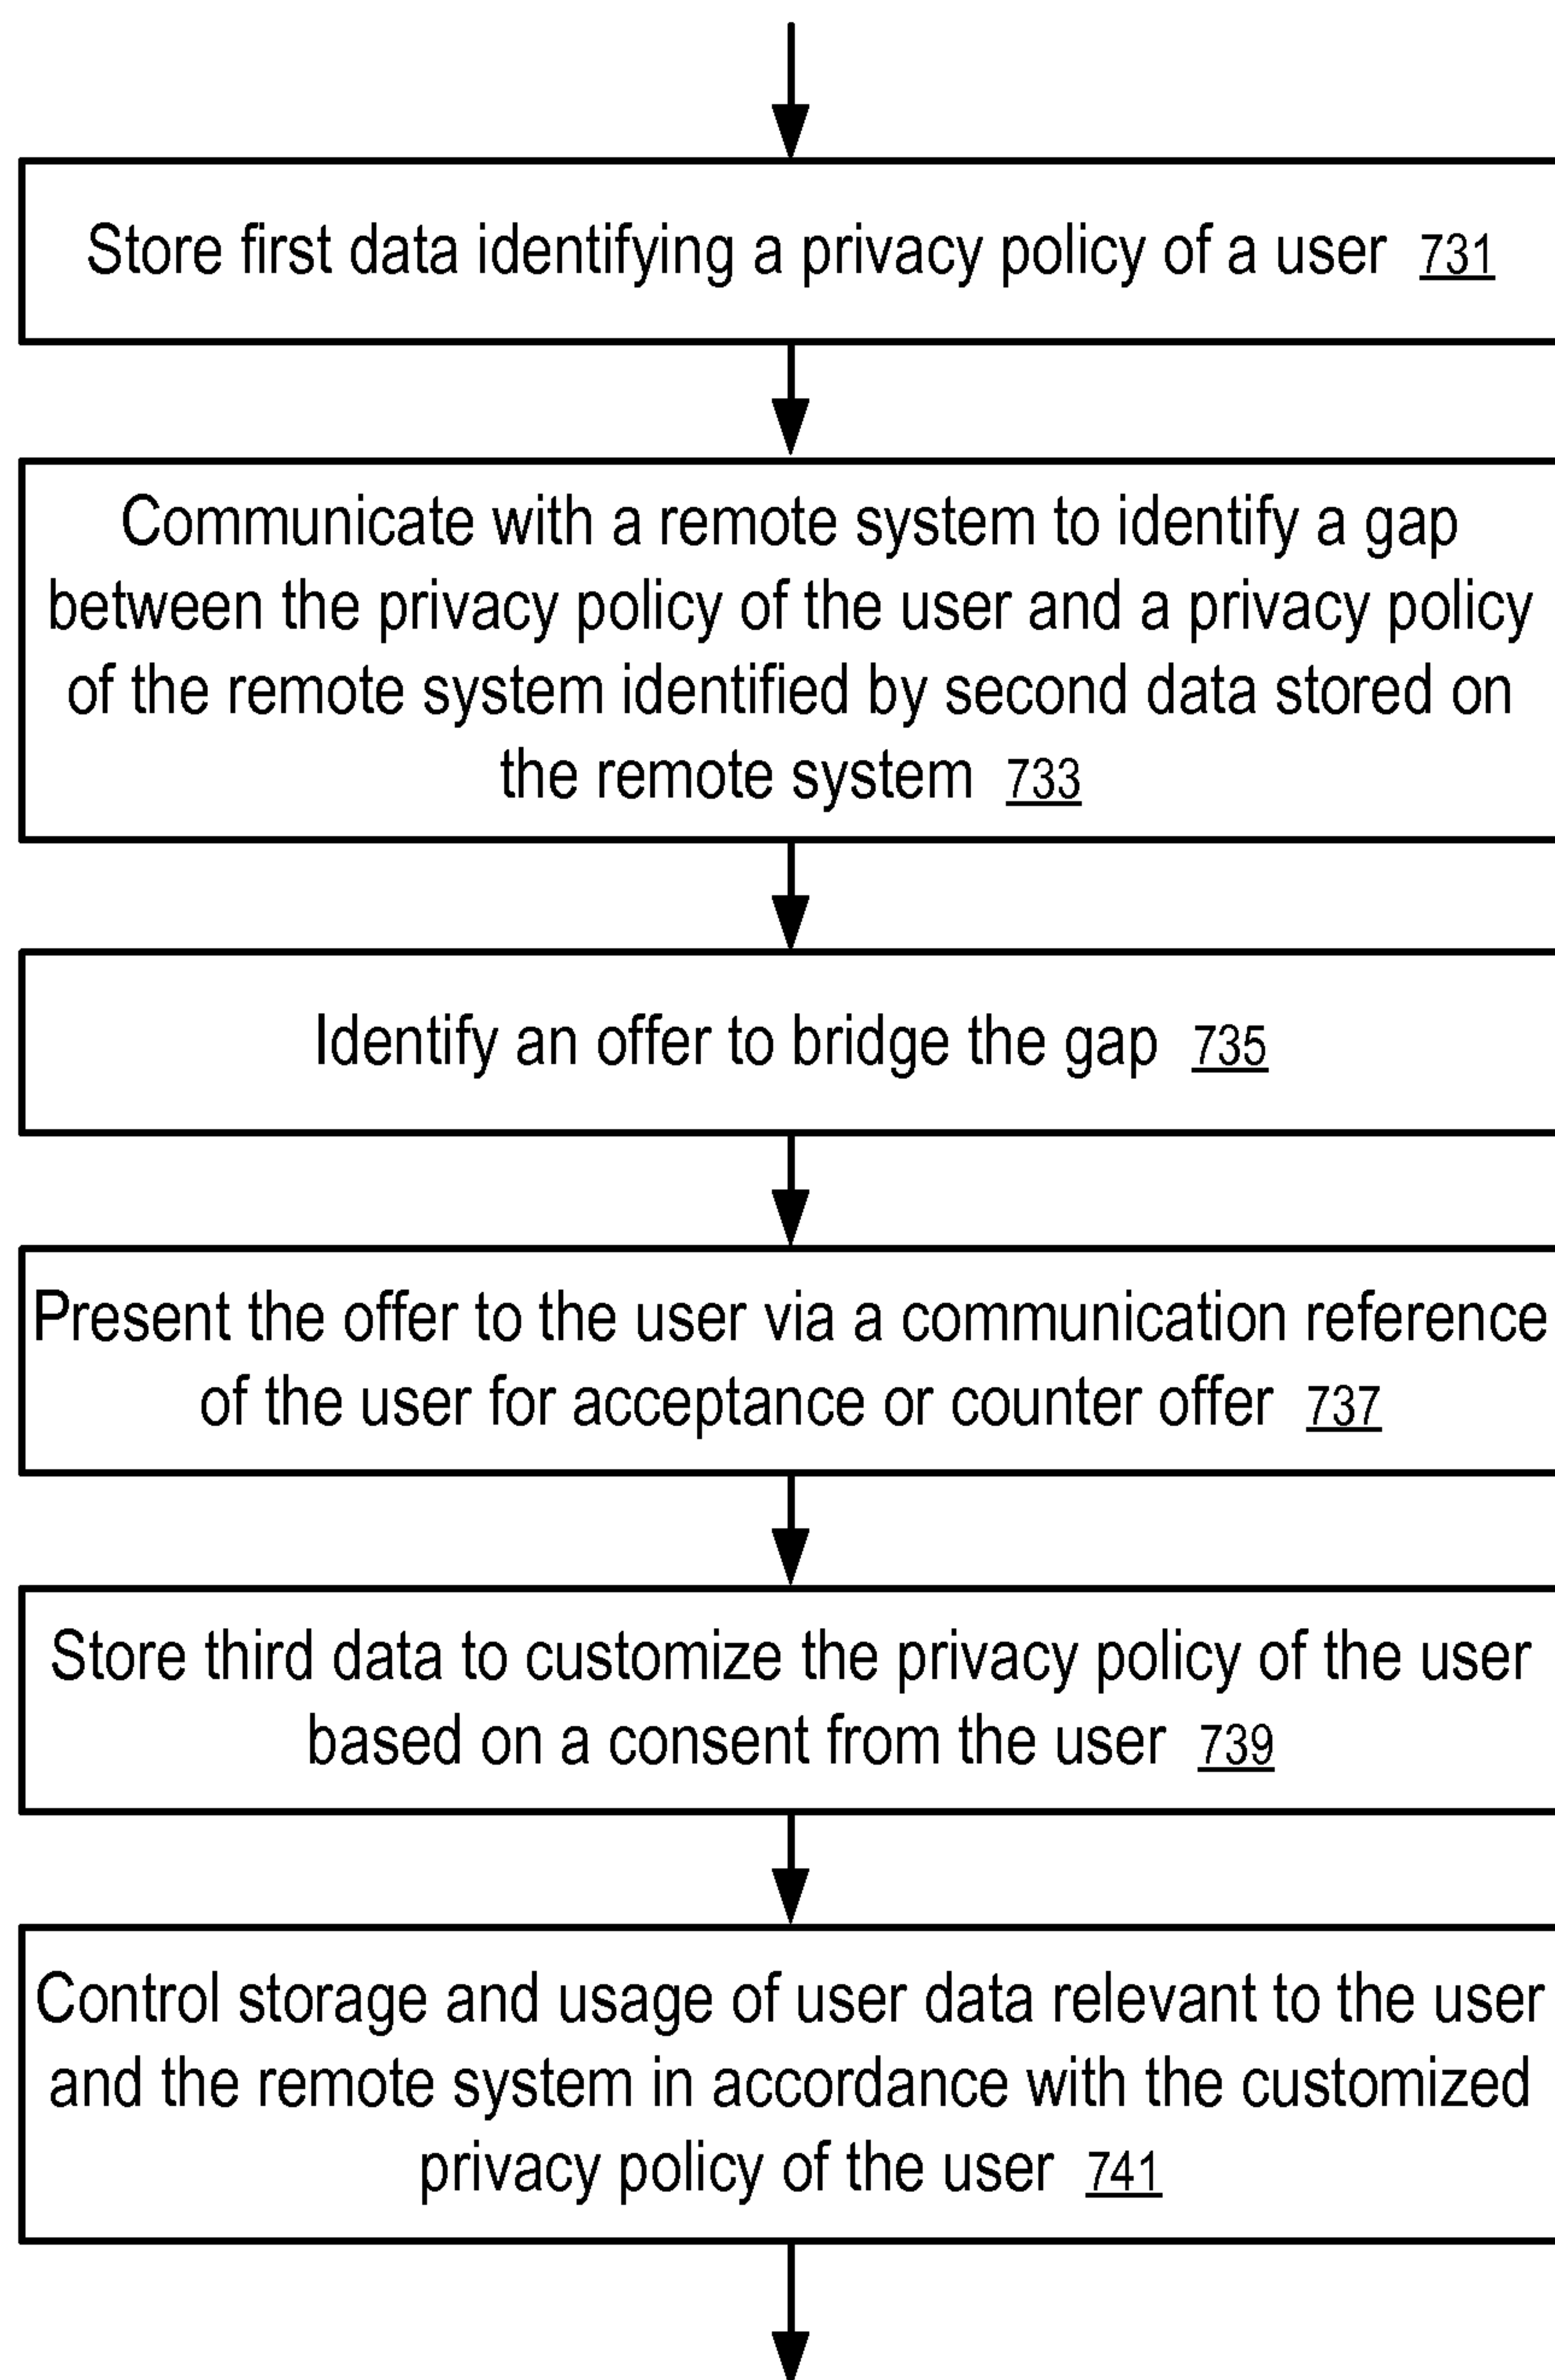 Store first data identifying a privacy policy of a user 731
Communicate with a remote system to identify a gap
between the privacy policy of the user and a privacy policy
of the remote system identified by second data stored on
the remote system 733
Identify an offer to bridge the gap 735
Present the offer to the user via a communication reference
of the user for acceptance or counter offer 737
Store third data to customize the privacy policy of the user
based on a consent from the user 739
Control storage and usage of user data relevant to the user
and the remote system in accordance with the customized
privacy policy of the user 741